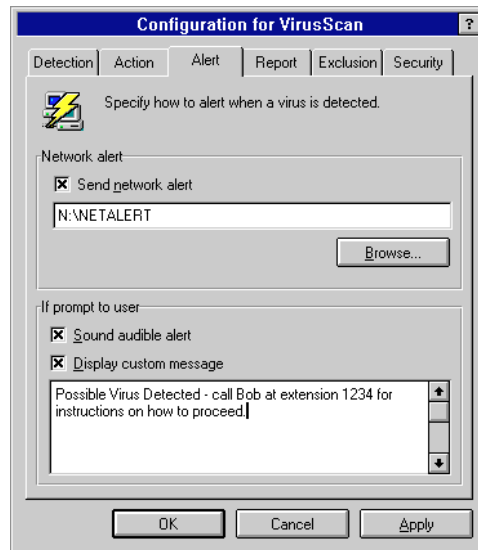 Configuration for VirusScan ?
Detection Action Alert Report Exclusion Security
Specify how to alert when a virus is detected.
Network alert
Send network alert
N:\NETALERT
Browse...
If prompt to user
Sound audible alert
Display custom message
Possible Virus Detected - call Bob at extension 1234 for
instructions on how to proceed.
OK Cancel Apply